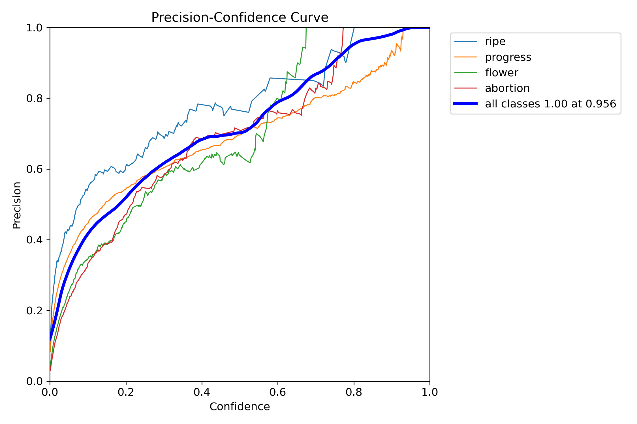 Precision-Confidence Curve
1.0
0.8
0.6
0.4
0.2
0.0
Precision
0.0 0.2 0.4 0.6 0.8 1.0
Confidence
ripe
progress
flower
abortion
all classes 1.00 at 0.956